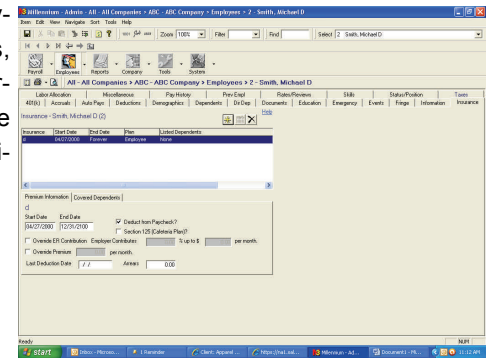 y-
s,
r-
e
i-
Millennium - Admin - All - All Companies > ABC - ABC Company > Employees > 2 - Smith, Michael D
Item Edit View Navigate Sort Tools Help
Zoom 100% Filter Find Select 2 Smith, Michael D
Payroll Employees Reports Company Tools System
All - All Companies > ABC - ABC Company > Employees > 2 - Smith, Michael D
Labor Allocation Miscellaneous Pay History Prev Empl Rates/Reviews Skills Status/Position Taxes
401(k) Accruals Auto Pays Deductions Demographics Dependents Dir Dep Documents Education Emergency Events Fringe Information Insurance
Insurance - Smith, Michael D (2) Help
Insurance Start Date End Date Plan Listed Dependents
d 04/27/2000 Forever Employee None
Premium Information Covered Dependents
d
Start Date End Date
04/27/2000 12/31/2100 Deduct from Paycheck?
Section 125 (Cafeteria Plan)?
Override ER Contribution Employer Contributes % up to $ per month.
Override Premium per month.
Last Deduction Date / / Arrears 0.00
Ready NUM
start Inbox - Microso... 1 Reminder Client: Apparel ... https://na1.sal... Millennium - Ad... Document1 - Mi... 11:12 AM